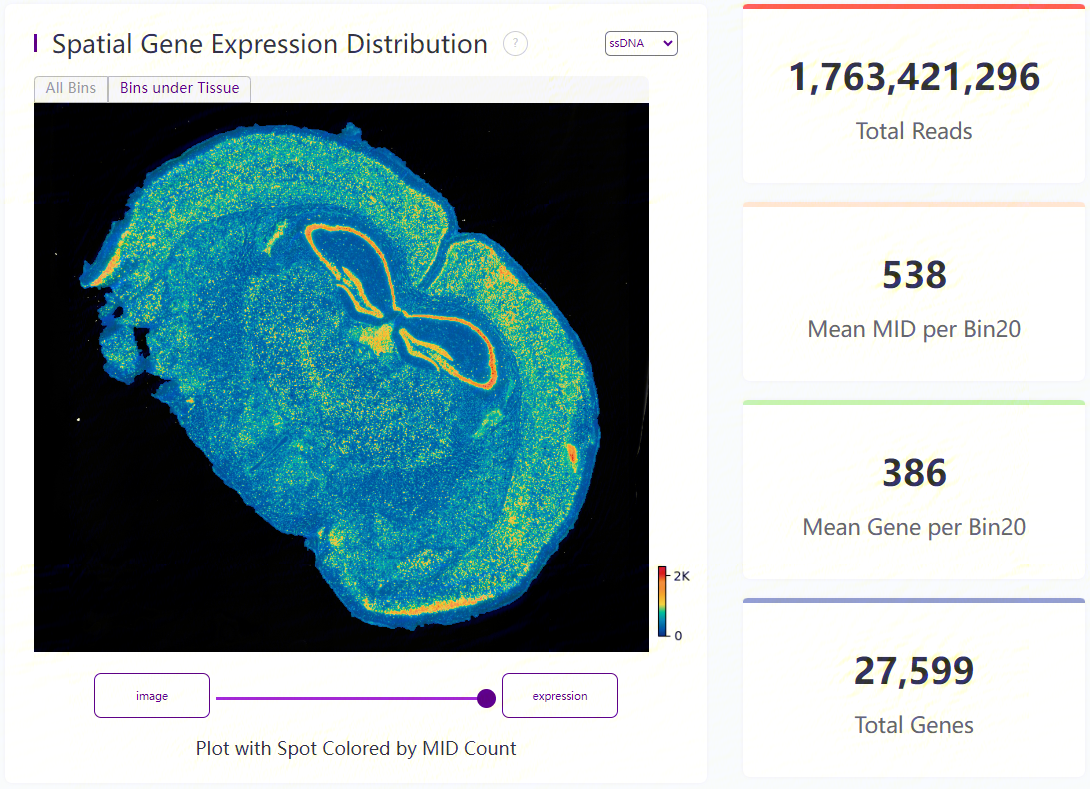 Spatial Gene Expression Distribution ?
ssDNA
All Bins
Bins under Tissue
2K
0
image
expression
Plot with Spot Colored by MID Count
1,763,421,296
Total Reads
538
Mean MID per Bin20
386
Mean Gene per Bin20
27,599
Total Genes